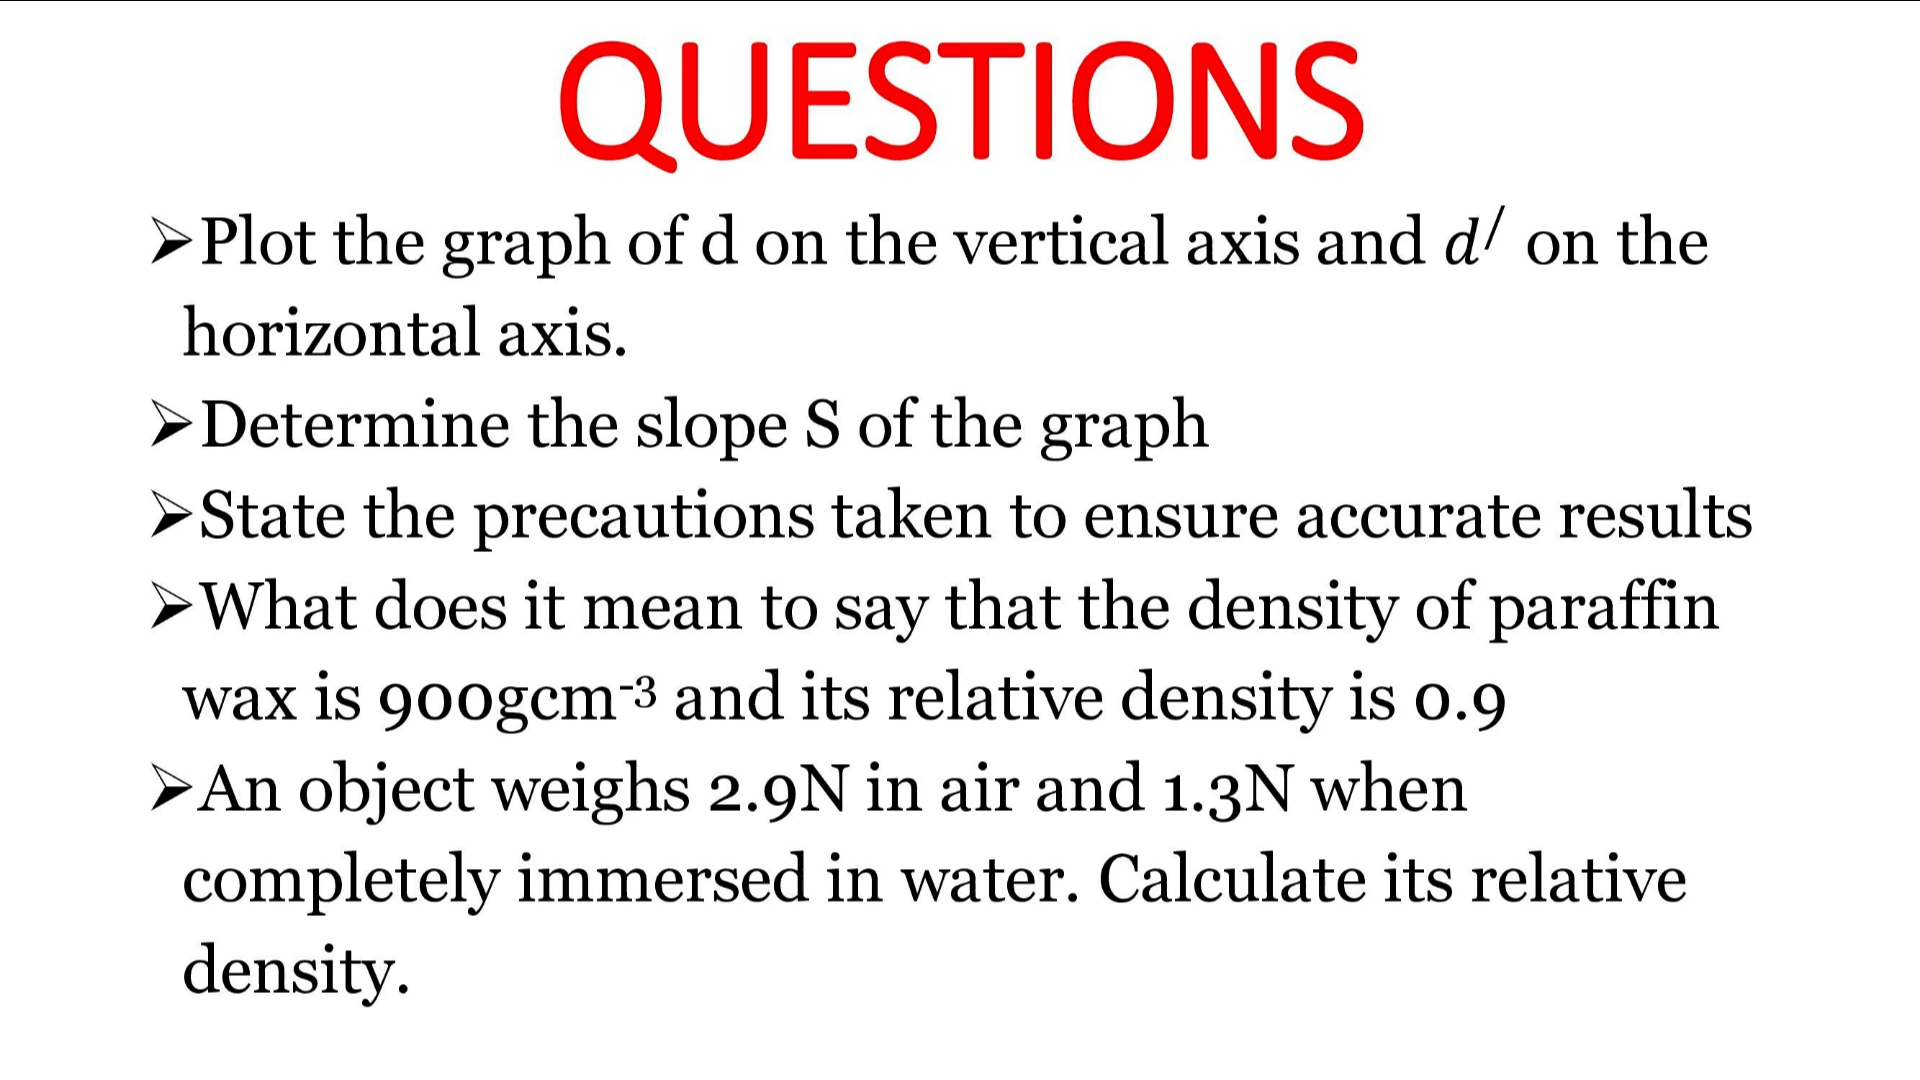 QUESTIONS
➢Plot the graph of d on the vertical axis and d/ on the
horizontal axis.
➢Determine the slope S of the graph
➢State the precautions taken to ensure accurate results
➢What does it mean to say that the density of paraffin
wax is 900gcm⁻³ and its relative density is 0.9
➢An object weighs 2.9N in air and 1.3N when
completely immersed in water. Calculate its relative
density.